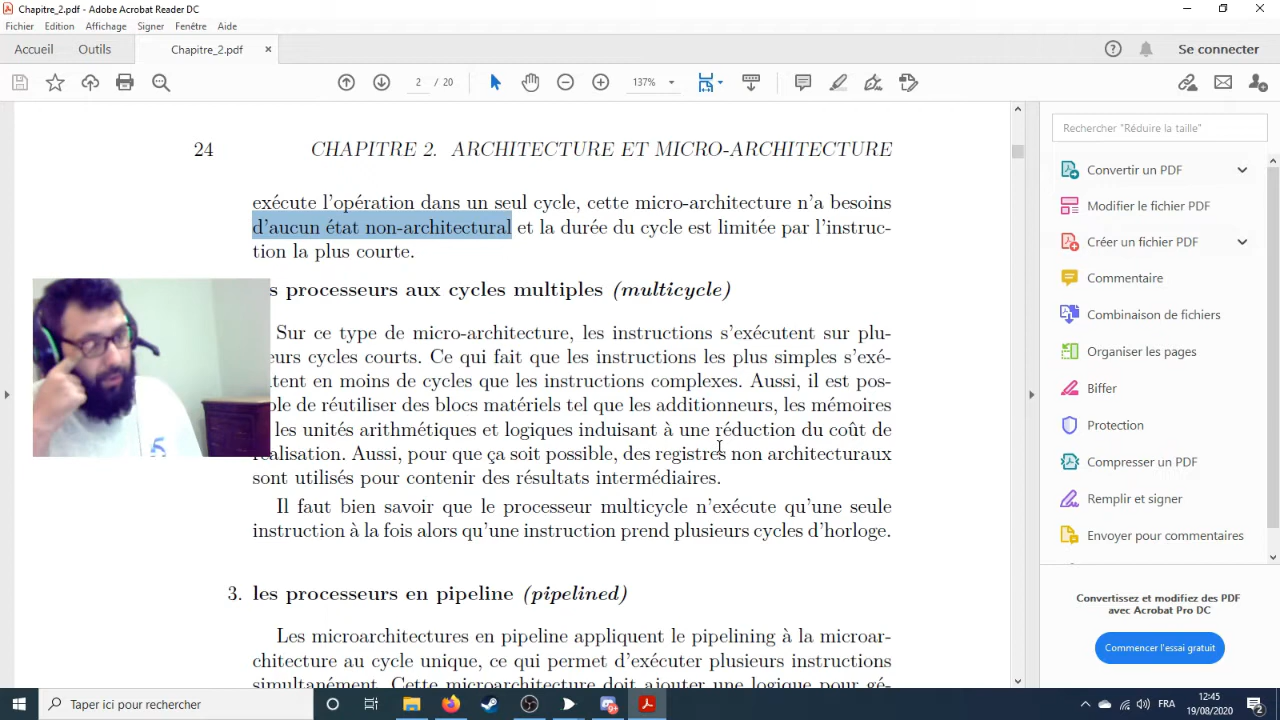 Chapitre_2.pdf - Adobe Acrobat Reader DC
Fichier Edition Affichage Signer Fenêtre Aide
Accueil Outils Chapitre_2.pdf × Se connecter
2 / 20 137%
24 CHAPITRE 2. ARCHITECTURE ET MICRO-ARCHITECTURE
exécute l'opération dans un seul cycle, cette micro-architecture n'a besoins
d'aucun état non-architectural et la durée du cycle est limitée par l'instruc-
tion la plus courte.
s processeurs aux cycles multiples (multicycle)
Sur ce type de micro-architecture, les instructions s'exécutent sur plu-
eurs cycles courts. Ce qui fait que les instructions les plus simples s'exé-
tent en moins de cycles que les instructions complexes. Aussi, il est pos-
ble de réutiliser des blocs matériels tel que les additionneurs, les mémoires
les unités arithmétiques et logiques induisant à une réduction du coût de
éalisation. Aussi, pour que ça soit possible, des registres non architecturaux
sont utilisés pour contenir des résultats intermédiaires.
Il faut bien savoir que le processeur multicycle n'exécute qu'une seule
instruction à la fois alors qu'une instruction prend plusieurs cycles d'horloge.
3. les processeurs en pipeline (pipelined)
Les microarchitectures en pipeline appliquent le pipelining à la microar-
chitecture au cycle unique, ce qui permet d'exécuter plusieurs instructions
simultanément. Cette microarchitecture doit ajouter une logique pour gé-
Rechercher "Réduire la taille"
Convertir un PDF
Modifier le fichier PDF
Créer un fichier PDF
Commentaire
Combinaison de fichiers
Organiser les pages
Biffer
Protection
Compresser un PDF
Remplir et signer
Envoyer pour commentaires
Convertissez et modifiez des PDF
avec Acrobat Pro DC
Commencer l'essai gratuit
Taper ici pour rechercher
FRA
12:45
19/08/2020
2